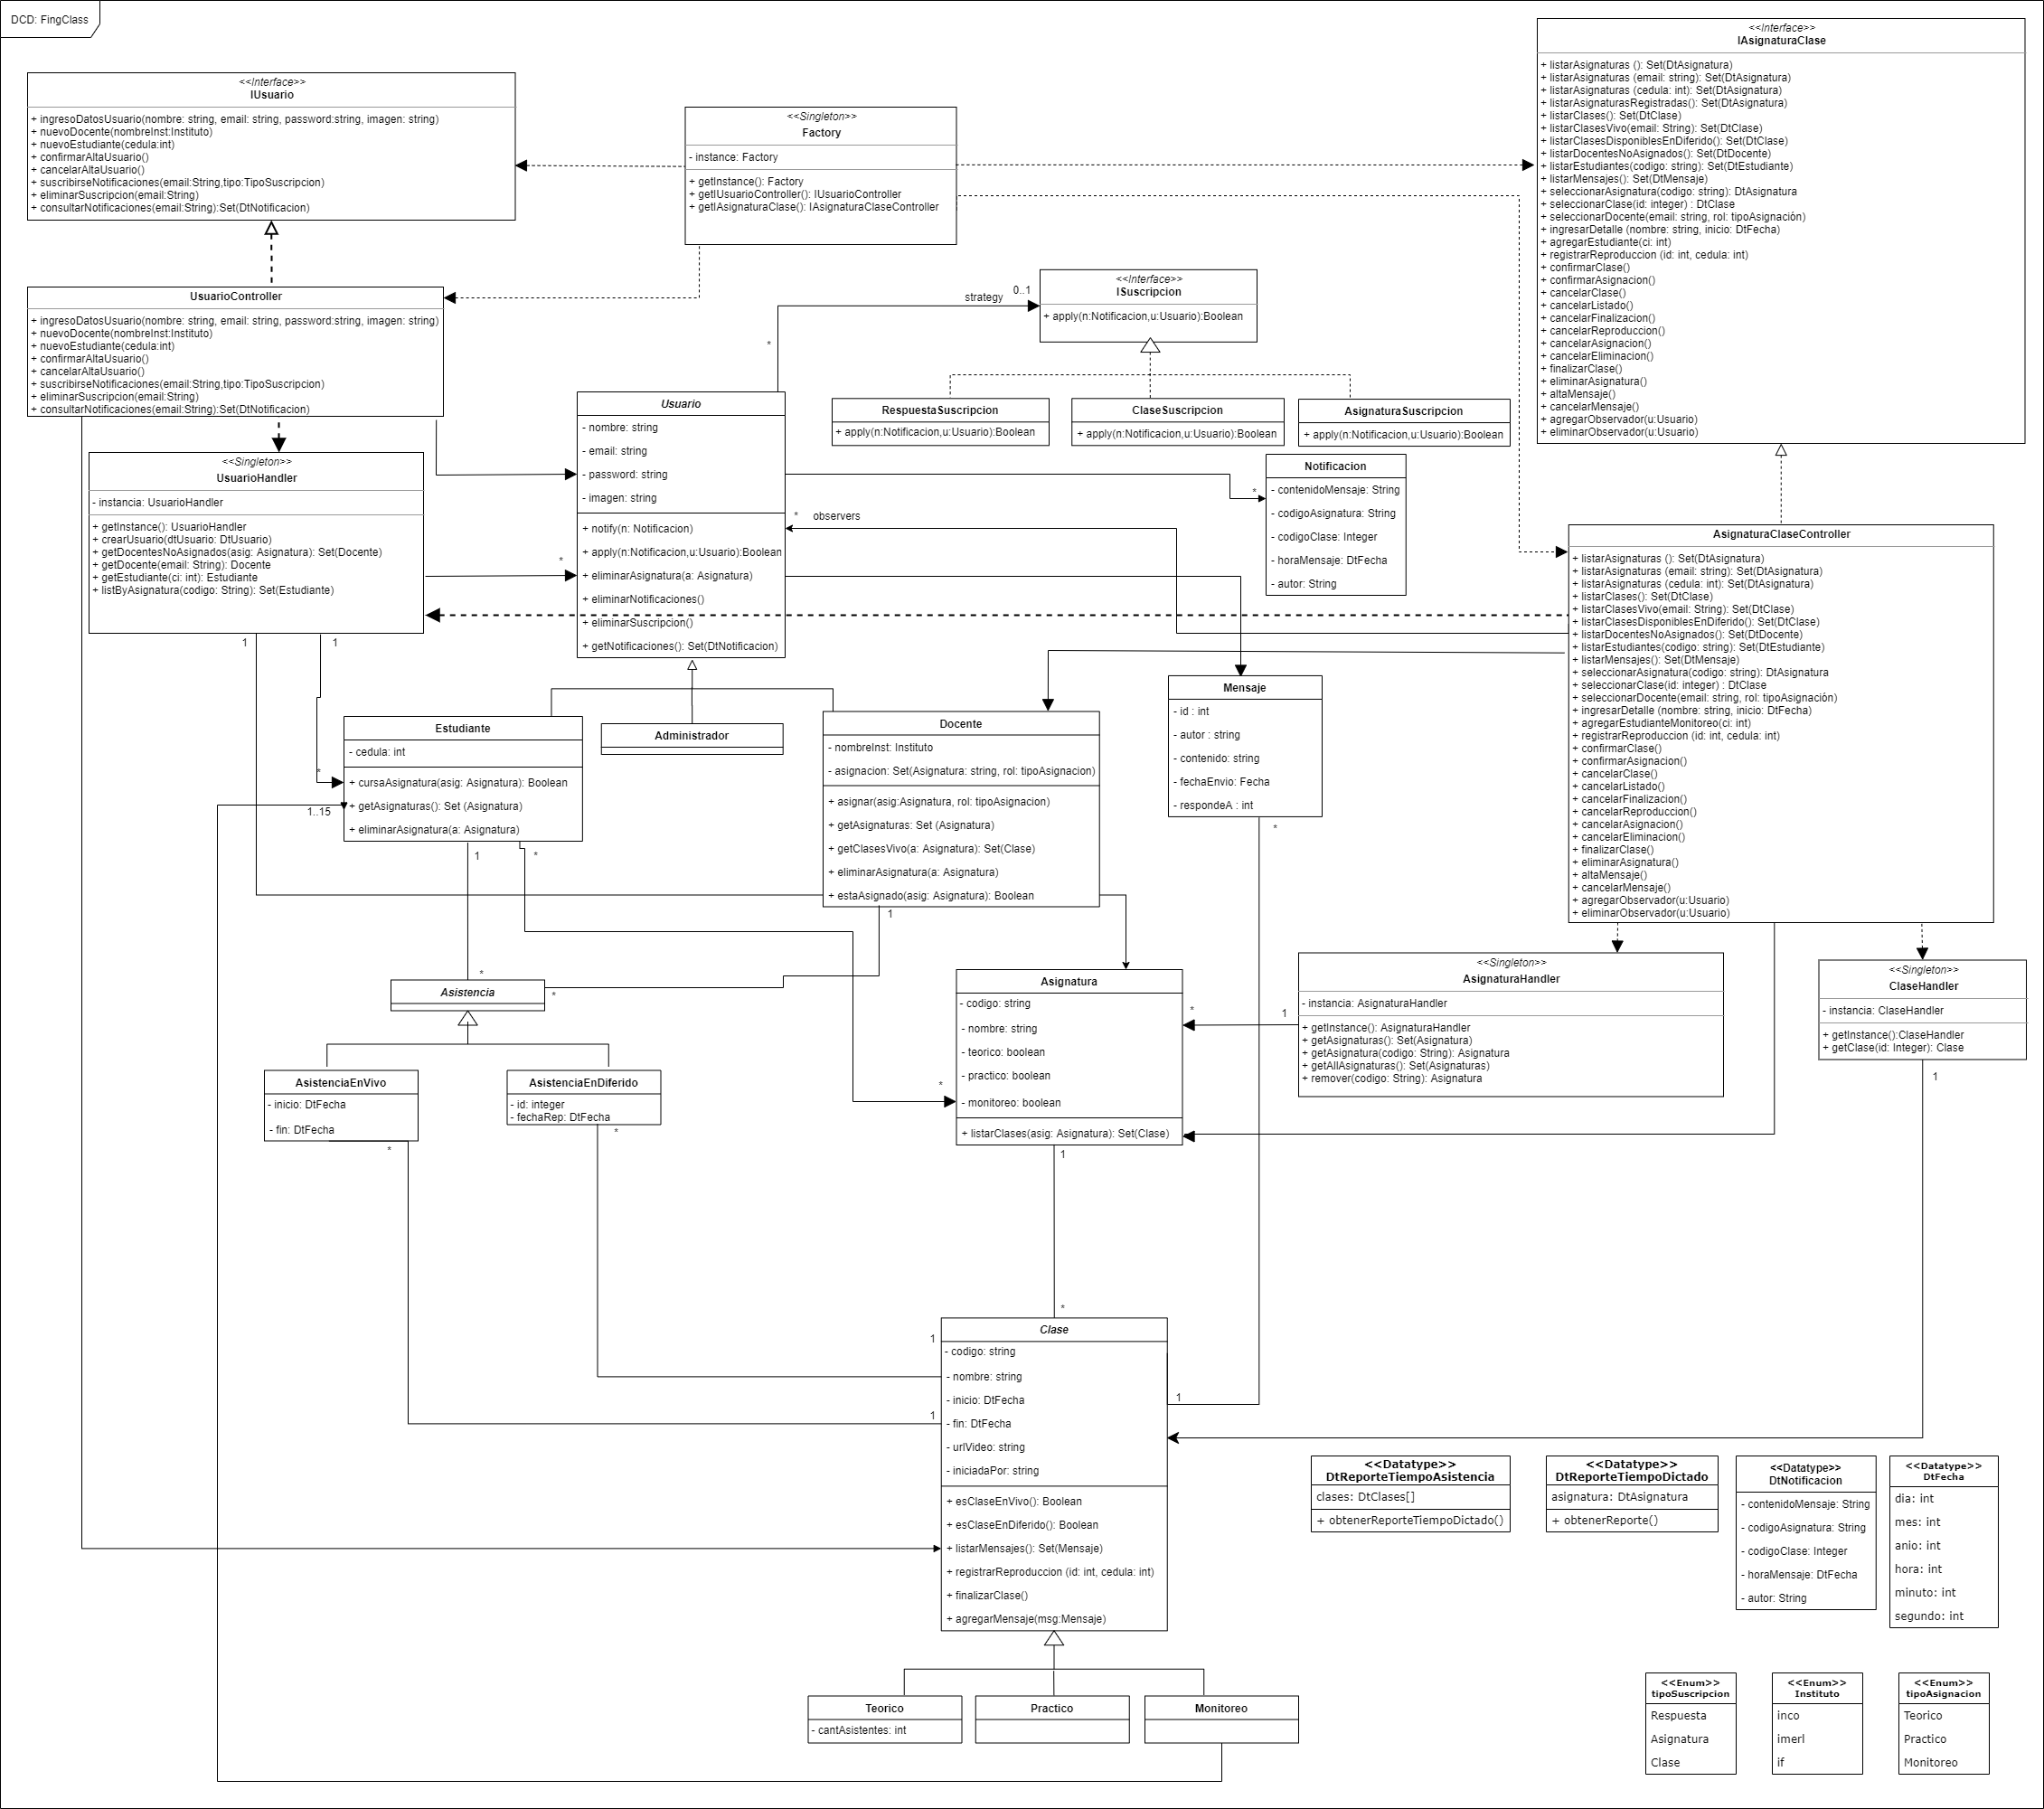 DCD: FingClass
<<Interface>>
IUsuario
+ ingresoDatosUsuario(nombre: string, email: string, password:string, imagen: string)
+ nuevoDocente(nombreInst:Instituto)
+ nuevoEstudiante(cedula:int)
+ confirmarAltaUsuario()
+ cancelarAltaUsuario()
+ suscribirseNotificaciones(email:String,tipo:TipoSuscripcion)
+ eliminarSuscripcion(email:String)
+ consultarNotificaciones(email:String):Set(DtNotificacion)
<<Singleton>>
Factory
- instance: Factory
+ getInstance(): Factory
+ getIUsuarioController(): IUsuarioController
+ getIAsignaturaClase(): IAsignaturaClaseController
<<Interface>>
IAsignaturaClase
+ listarAsignaturas (): Set(DtAsignatura)
+ listarAsignaturas (email: string): Set(DtAsignatura)
+ listarAsignaturas (cedula: int): Set(DtAsignatura)
+ listarAsignaturasRegistradas(): Set(DtAsignatura)
+ listarClases(): Set(DtClase)
+ listarClasesVivo(email: String): Set(DtClase)
+ listarClasesDisponiblesEnDiferido(): Set(DtClase)
+ listarDocentesNoAsignados(): Set(DtDocente)
+ listarEstudiantes(codigo: string): Set(DtEstudiante)
+ listarMensajes(): Set(DtMensaje)
+ seleccionarAsignatura(codigo: string): DtAsignatura
+ seleccionarClase(id: integer) : DtClase
+ seleccionarDocente(email: string, rol: tipoAsignación)
+ ingresarDetalle (nombre: string, inicio: DtFecha)
+ agregarEstudiante(ci: int)
+ registrarReproduccion (id: int, cedula: int)
+ confirmarClase()
+ confirmarAsignacion()
+ cancelarClase()
+ cancelarListado()
+ cancelarFinalizacion()
+ cancelarReproduccion()
+ cancelarAsignacion()
+ cancelarEliminacion()
+ finalizarClase()
+ eliminarAsignatura()
+ altaMensaje()
+ cancelarMensaje()
+ agregarObservador(u:Usuario)
+ eliminarObservador(u:Usuario)
UsuarioController
+ ingresoDatosUsuario(nombre: string, email: string, password:string, imagen: string)
+ nuevoDocente(nombreInst:Instituto)
+ nuevoEstudiante(cedula:int)
+ confirmarAltaUsuario()
+ cancelarAltaUsuario()
+ suscribirseNotificaciones(email:String,tipo:TipoSuscripcion)
+ eliminarSuscripcion(email:String)
+ consultarNotificaciones(email:String):Set(DtNotificacion)
strategy
0..1
*
<<Interface>>
ISuscripcion
+ apply(n:Notificacion,u:Usuario):Boolean
RespuestaSuscripcion
+ apply(n:Notificacion,u:Usuario):Boolean
ClaseSuscripcion
+ apply(n:Notificacion,u:Usuario):Boolean
AsignaturaSuscripcion
+ apply(n:Notificacion,u:Usuario):Boolean
<<Singleton>>
UsuarioHandler
- instancia: UsuarioHandler
+ getInstance(): UsuarioHandler
+ crearUsuario(dtUsuario: DtUsuario)
+ getDocentesNoAsignados(asig: Asignatura): Set(Docente)
+ getDocente(email: String): Docente
+ getEstudiante(ci: int): Estudiante
+ listByAsignatura(codigo: String): Set(Estudiante)
1
1
*
Usuario
- nombre: string
- email: string
- password: string
- imagen: string
+ notify(n: Notificacion)
+ apply(n:Notificacion,u:Usuario):Boolean
+ eliminarAsignatura(a: Asignatura)
+ eliminarNotificaciones()
+ eliminarSuscripcion()
+ getNotificaciones(): Set(DtNotificacion)
* observers
*
Notificacion
- contenidoMensaje: String
- codigoAsignatura: String
- codigoClase: Integer
- horaMensaje: DtFecha
- autor: String
AsignaturaClaseController
+ listarAsignaturas (): Set(DtAsignatura)
+ listarAsignaturas (email: string): Set(DtAsignatura)
+ listarAsignaturas (cedula: int): Set(DtAsignatura)
+ listarClases(): Set(DtClase)
+ listarClasesVivo(email: String): Set(DtClase)
+ listarClasesDisponiblesEnDiferido(): Set(DtClase)
+ listarDocentesNoAsignados(): Set(DtDocente)
+ listarEstudiantes(codigo: string): Set(DtEstudiante)
+ listarMensajes(): Set(DtMensaje)
+ seleccionarAsignatura(codigo: string): DtAsignatura
+ seleccionarClase(id: integer) : DtClase
+ seleccionarDocente(email: string, rol: tipoAsignación)
+ ingresarDetalle (nombre: string, inicio: DtFecha)
+ agregarEstudianteMonitoreo(ci: int)
+ registrarReproduccion (id: int, cedula: int)
+ confirmarClase()
+ confirmarAsignacion()
+ cancelarClase()
+ cancelarListado()
+ cancelarFinalizacion()
+ cancelarReproduccion()
+ cancelarAsignacion()
+ cancelarEliminacion()
+ finalizarClase()
+ eliminarAsignatura()
+ altaMensaje()
+ cancelarMensaje()
+ agregarObservador(u:Usuario)
+ eliminarObservador(u:Usuario)
Estudiante
- cedula: int
+ cursaAsignatura(asig: Asignatura): Boolean
+ getAsignaturas(): Set (Asignatura)
+ eliminarAsignatura(a: Asignatura)
*
1..15
1
*
Administrador
Docente
- nombreInst: Instituto
- asignacion: Set(Asignatura: string, rol: tipoAsignacion)
+ asignar(asig:Asignatura, rol: tipoAsignacion)
+ getAsignaturas: Set (Asignatura)
+ getClasesVivo(a: Asignatura): Set(Clase)
+ eliminarAsignatura(a: Asignatura)
+ estaAsignado(asig: Asignatura): Boolean
1
Mensaje
- id : int
- autor : string
- contenido: string
- fechaEnvio: Fecha
- respondeA : int
*
*
Asistencia
*
AsistenciaEnVivo
- inicio: DtFecha
- fin: DtFecha
*
AsistenciaEnDiferido
- id: integer
- fechaRep: DtFecha
*
Asignatura
- codigo: string
- nombre: string
- teorico: boolean
- practico: boolean
- monitoreo: boolean
+ listarClases(asig: Asignatura): Set(Clase)
*
*
1
1
<<Singleton>>
AsignaturaHandler
- instancia: AsignaturaHandler
+ getInstance(): AsignaturaHandler
+ getAsignaturas(): Set(Asignatura)
+ getAsignatura(codigo: String): Asignatura
+ getAllAsignaturas(): Set(Asignaturas)
+ remover(codigo: String): Asignatura
<<Singleton>>
ClaseHandler
- instancia: ClaseHandler
+ getInstance():ClaseHandler
+ getClase(id: Integer): Clase
1
*
1
1
1
Clase
- codigo: string
- nombre: string
- inicio: DtFecha
- fin: DtFecha
- urlVideo: string
- iniciadaPor: string
+ esClaseEnVivo(): Boolean
+ esClaseEnDiferido(): Boolean
+ listarMensajes(): Set(Mensaje)
+ registrarReproduccion (id: int, cedula: int)
+ finalizarClase()
+ agregarMensaje(msg:Mensaje)
<<Datatype>>
DtReporteTiempoAsistencia
clases: DtClases[]
+ obtenerReporteTiempoDictado()
<<Datatype>>
DtReporteTiempoDictado
asignatura: DtAsignatura
+ obtenerReporte()
<<Datatype>>
DtNotificacion
- contenidoMensaje: String
- codigoAsignatura: String
- codigoClase: Integer
- horaMensaje: DtFecha
- autor: String
<<Datatype>>
DtFecha
dia: int
mes: int
anio: int
hora: int
minuto: int
segundo: int
Teorico
- cantAsistentes: int
Practico
Monitoreo
<<Enum>>
tipoSuscripcion
Respuesta
Asignatura
Clase
<<Enum>>
Instituto
inco
imerl
if
<<Enum>>
tipoAsignacion
Teorico
Practico
Monitoreo